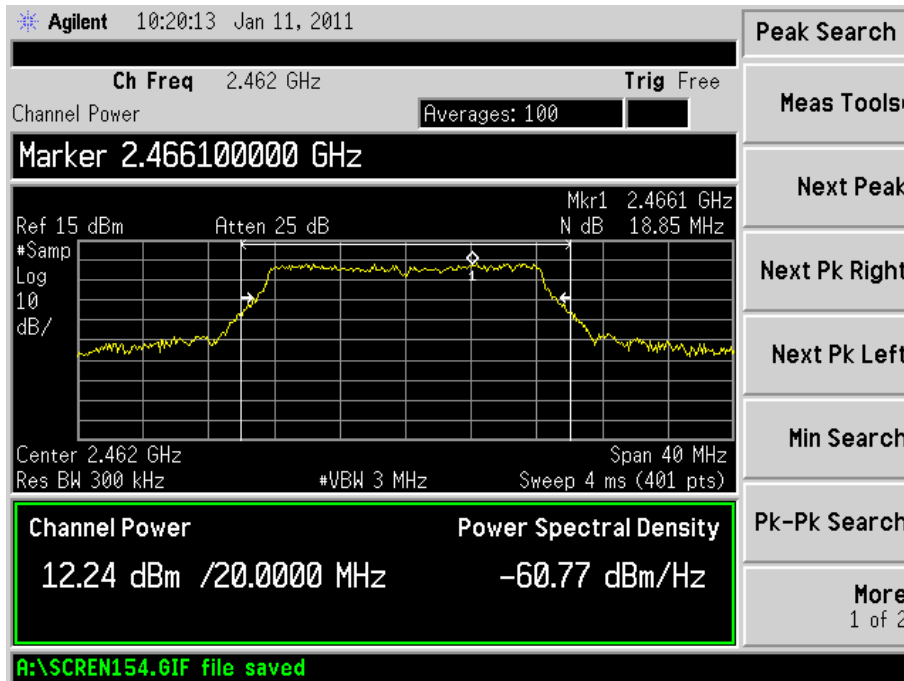 Agilent 10:20:13 Jan 11, 2011
Peak Search
Ch Freq 2.462 GHz Trig Free
Channel Power Averages: 100
Meas Tools
Marker 2.466100000 GHz
Next Peak
Mkr1 2.4661 GHz
Ref 15 dBm Atten 25 dB N dB 18.85 MHz
#Samp
Log
10
dB/
1
Next Pk Right
Next Pk Left
Center 2.462 GHz Span 40 MHz
Res BW 300 kHz #VBW 3 MHz Sweep 4 ms (401 pts)
Min Search
Channel Power Power Spectral Density
12.24 dBm /20.0000 MHz -60.77 dBm/Hz
Pk-Pk Search
More
1 of 2
A:\SCREN154.GIF file saved